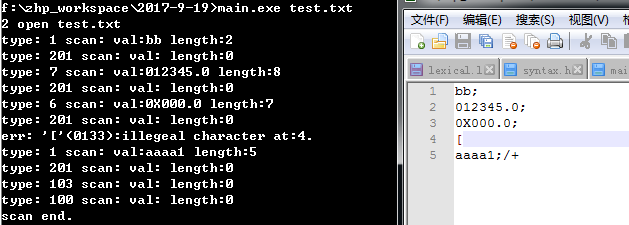 f:\zhp_workspace\2017-9-19>main.exe test.txt
2 open test.txt
type: 1 scan: val:bb length:2
type: 201 scan: val: length:0
type: 7 scan: val:012345.0 length:8
type: 201 scan: val: length:0
type: 6 scan: val:0X000.0 length:7
type: 201 scan: val: length:0
err: '['(0133):illegeal character at:4.
type: 1 scan: val:aaaa1 length:5
type: 201 scan: val: length:0
type: 103 scan: val: length:0
type: 100 scan: val: length:0
scan end.
文件(F) 编辑(E) 搜索(S) 视图(V)
lexical.l syntax.h mai
1 bb;
2 012345.0;
3 0X000.0;
4 [
5 aaaa1;/+